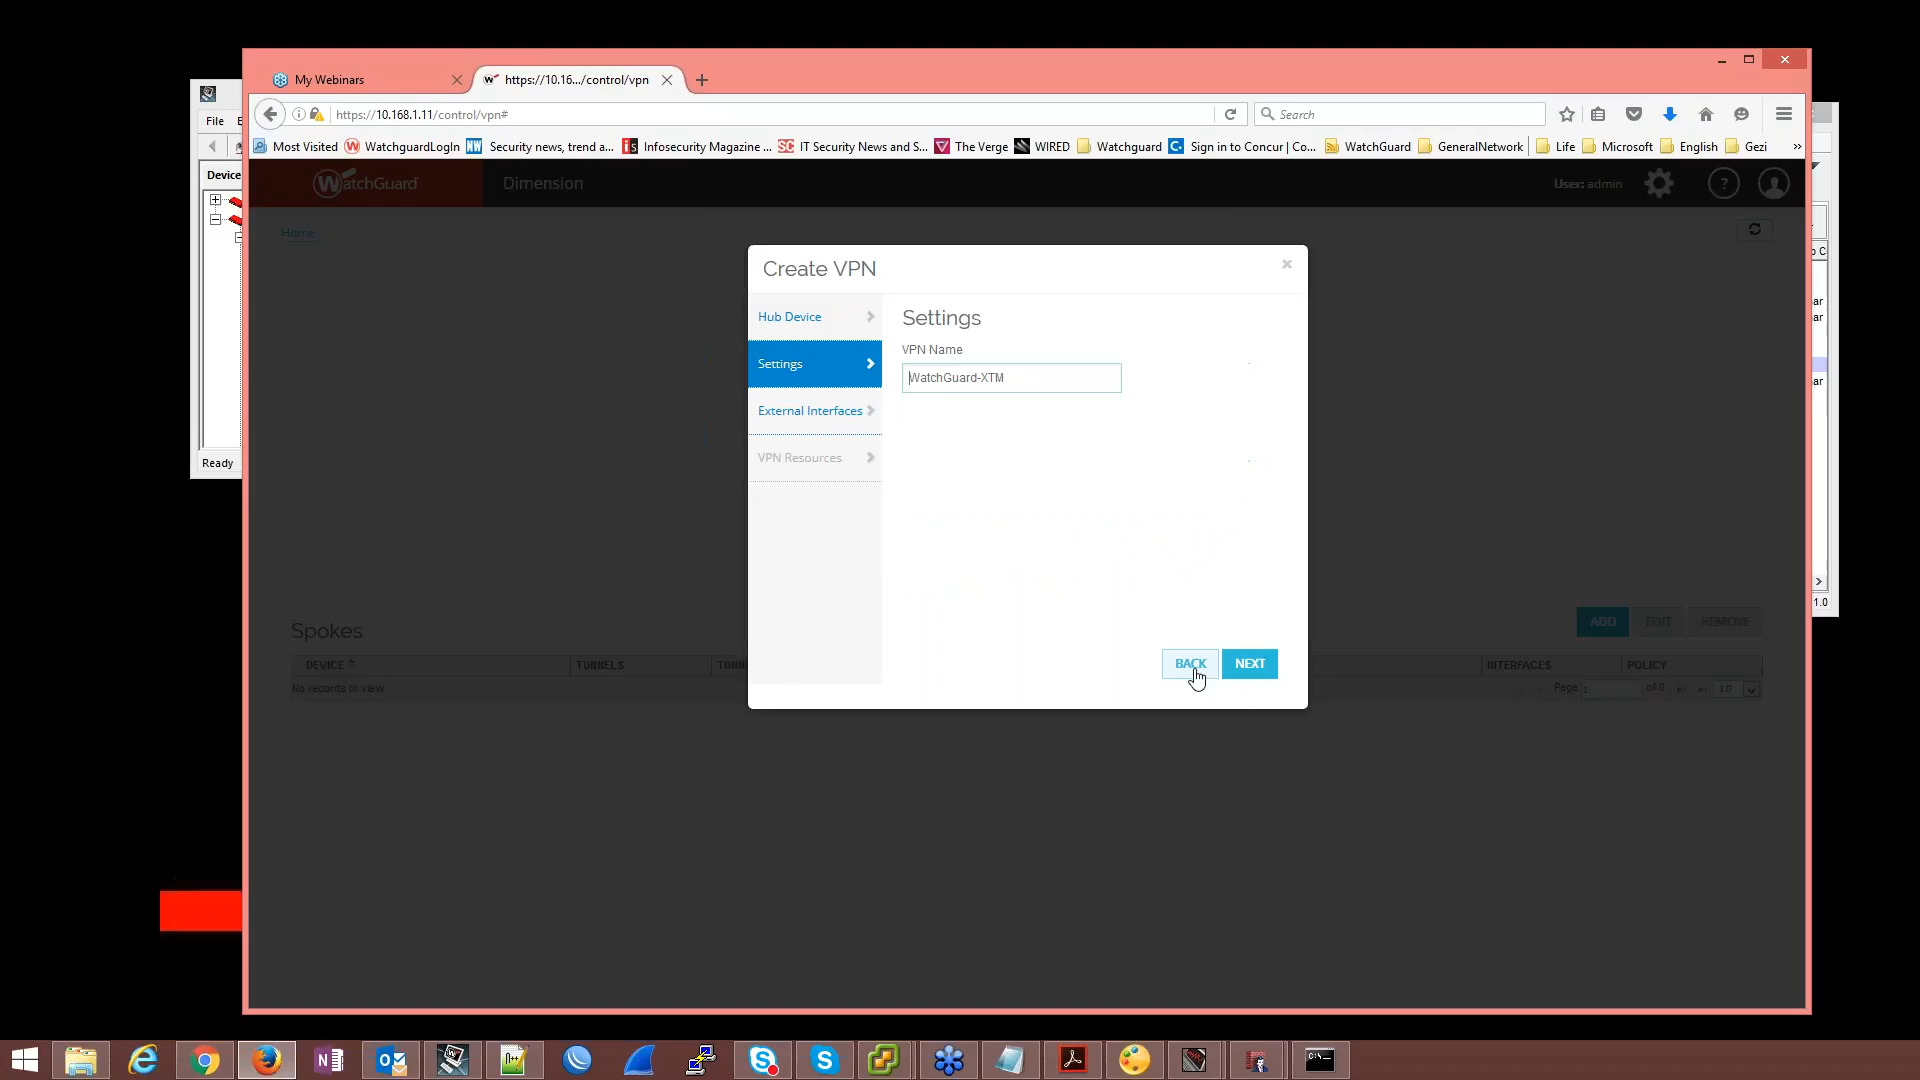 My Webinars
https://10.16.../control/vpn
File
https://10.168.1.11/control/vpn#
Search
Most Visited
WatchguardLogIn
Security news, trend a...
Infosecurity Magazine ...
IT Security News and S...
The Verge
WIRED
Watchguard
Sign in to Concur | Co...
WatchGuard
GeneralNetwork
Life
Microsoft
English
Gezi
Device
WatchGuard
Dimension
User: admin
Home
Create VPN
Hub Device
Settings
External Interfaces
VPN Resources
Settings
VPN Name
WatchGuard-XTM
BACK
NEXT
Ready
Spokes
ADD
EDIT
REMOVE
DEVICE
TUNNELS
INTERFACES
POLICY
No records to view
Page
1
of 0
10